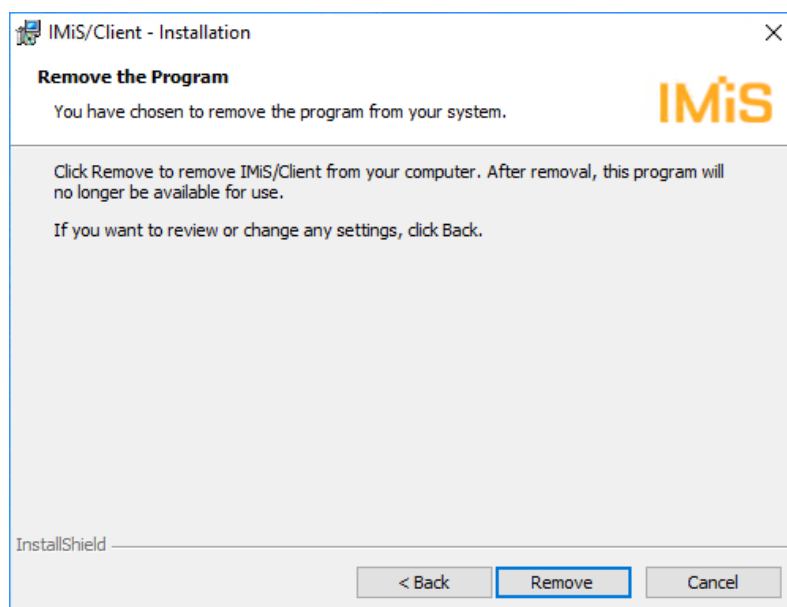 IMiS/Client - Installation
Remove the Program
IMiS
You have chosen to remove the program from your system.
Click Remove to remove IMiS/Client from your computer. After removal, this program will
no longer be available for use.
If you want to review or change any settings, click Back.
InstallShield
< Back
Remove
Cancel